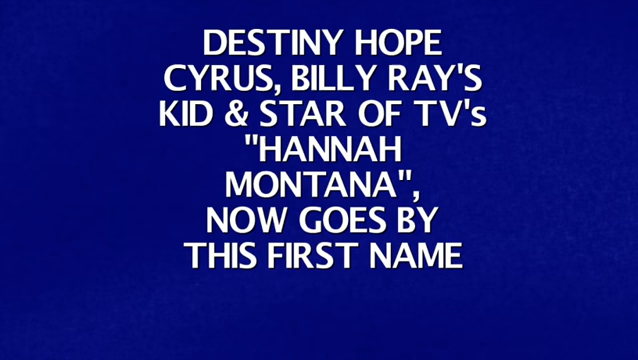 DESTINY HOPE
CYRUS, BILLY RAY'S
KID & STAR OF TV's
"HANNAH
MONTANA",
NOW GOES BY
THIS FIRST NAME